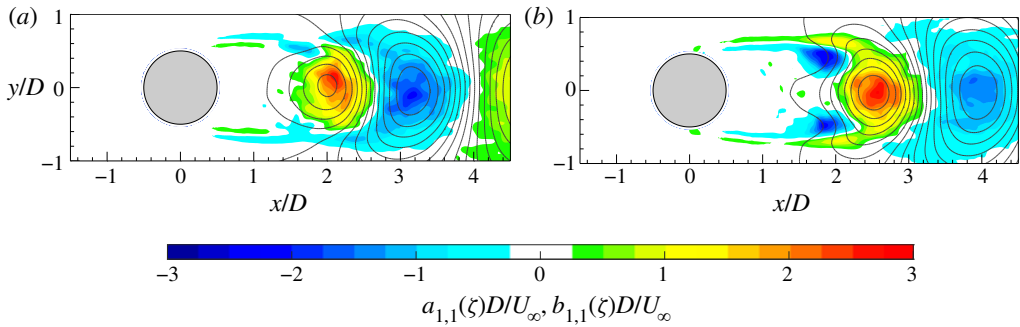 (a) (b)
1 1
y/D 0 0
−1 −1
−1 0 1 2 3 4 −1 0 1 2 3 4
x/D x/D
−3 −2 −1 0 1 2 3
a₁,₁(ζ)D/U∞, b₁,₁(ζ)D/U∞